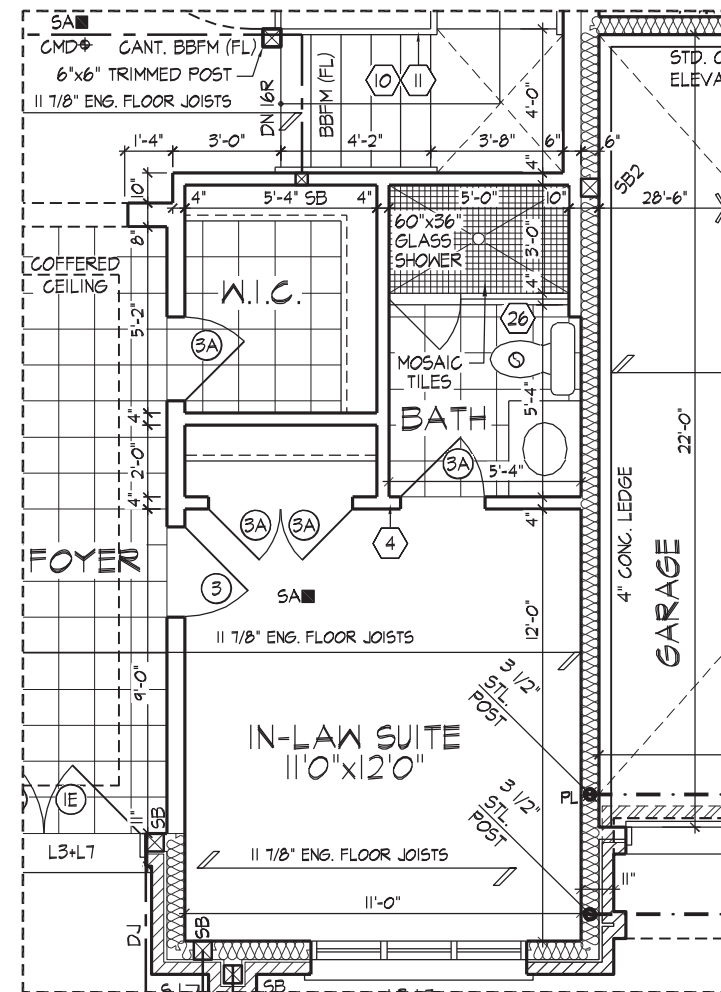 SA
CMD
CANT. BBFM (FL)
6"x6" TRIMMED POST
11 7/8" ENG. FLOOR JOISTS
DN 16R
BBFM (FL)
10
11
4'-0"
STD. C
ELEVA
1'-4"
3'-0"
4'-2"
3'-8"
6"
6"
4"
10"
4"
5'-4"
SB
4"
5'-0"
10"
SB2
28'-6"
8"
60"x36"
GLASS
SHOWER
3'-0"
4"
COFFERED
CEILING
W.I.C.
26
5'-2"
3A
MOSAIC
TILES
5'-4"
BATH
22'-0"
4"
2'-0"
3A
5'-4"
4"
4"
3A
3A
4
4" CONC. LEDGE
FOYER
GARAGE
3
SA
11 7/8" ENG. FLOOR JOISTS
12'-0"
9'-0"
3 1/2"
STL.
POST
IN-LAW SUITE
11'0"x12'0"
3 1/2"
STL.
POST
PL
1E
11"
SB
L3+L7
11 7/8" ENG. FLOOR JOISTS
11"
11'-0"
DJ
SB
SB